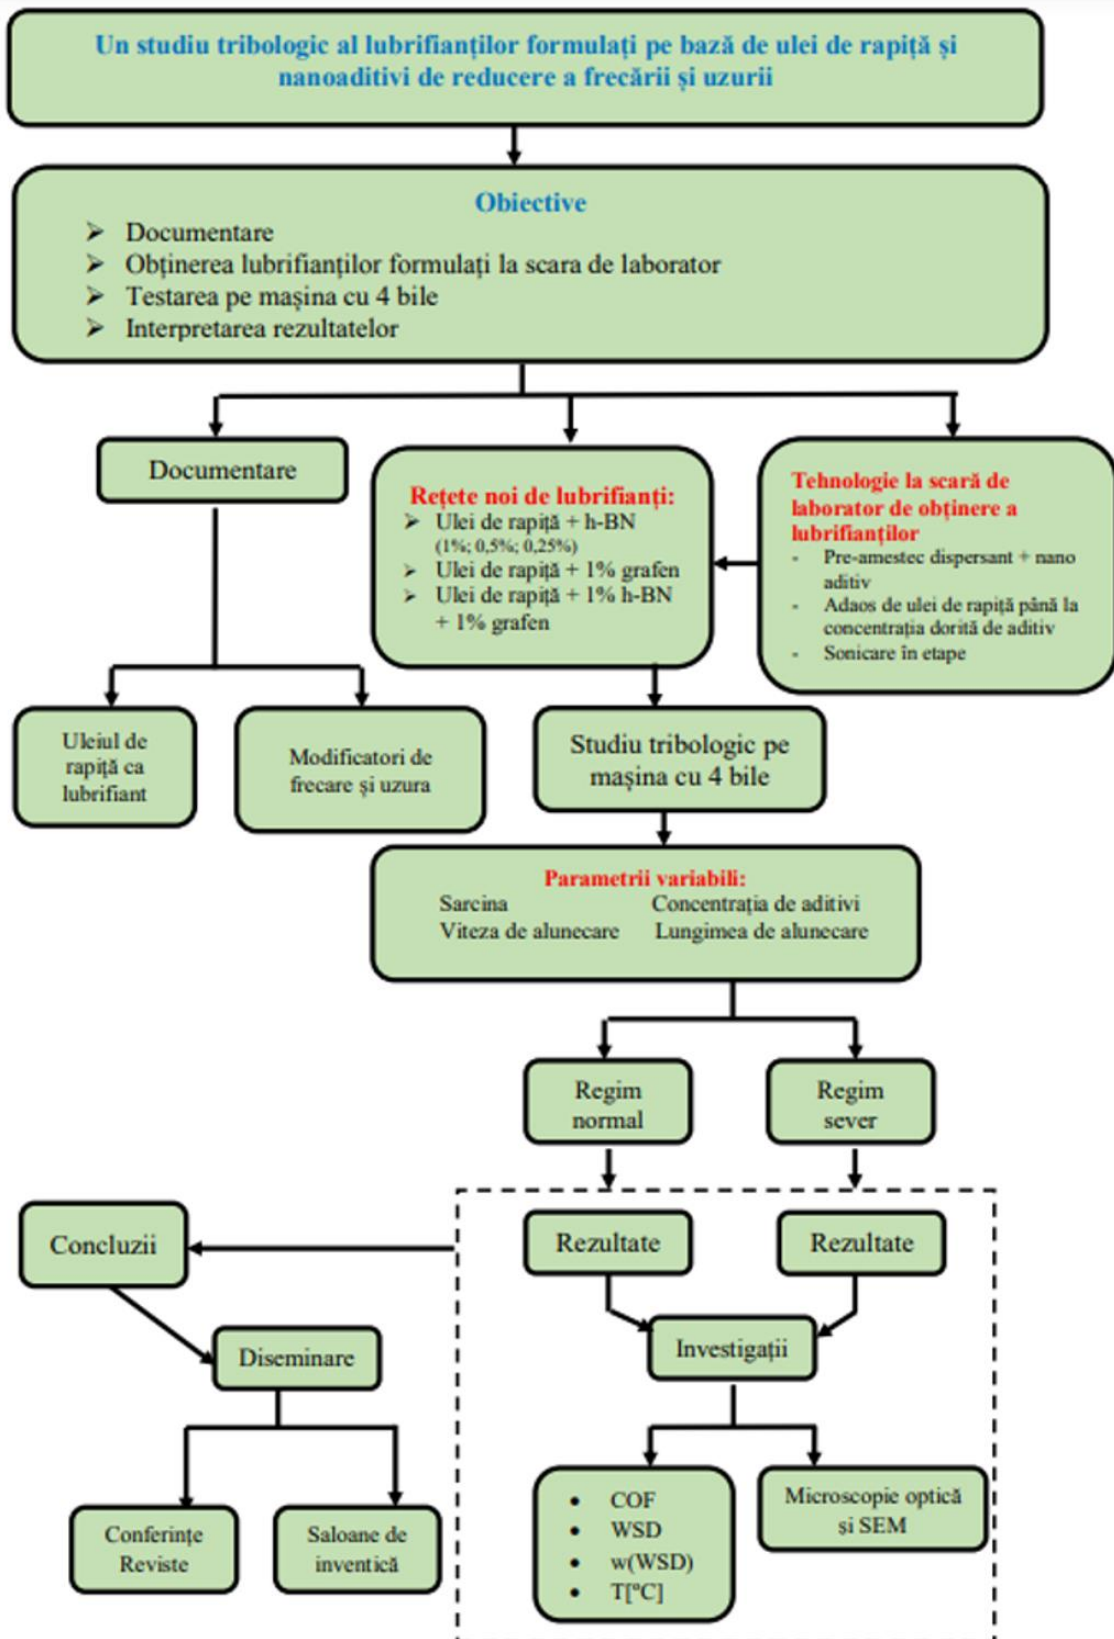 Un studiu tribologic al lubrifianților formulați pe bază de ulei de rapiță și
nanoaditivi de reducere a frecării și uzurii
Obiective
➢ Documentare
➢ Obținerea lubrifianților formulați la scara de laborator
➢ Testarea pe mașina cu 4 bile
➢ Interpretarea rezultatelor
Documentare
Rețete noi de lubrifianți:
➢ Ulei de rapiță + h-BN
(1%; 0,5%; 0,25%)
➢ Ulei de rapiță + 1% grafen
➢ Ulei de rapiță + 1% h-BN
+ 1% grafen
Tehnologie la scară de
laborator de obținere a
lubrifianților
- Pre-amestec dispersant + nano
aditiv
- Adaos de ulei de rapiță până la
concentrația dorită de aditiv
- Sonicare în etape
Uleiul de
rapiță ca
lubrifiant
Modificatori de
frecare și uzura
Studiu tribologic pe
mașina cu 4 bile
Parametrii variabili:
Sarcina Concentrația de aditivi
Viteza de alunecare Lungimea de alunecare
Regim
normal
Regim
sever
Rezultate
Rezultate
Concluzii
Investigații
Diseminare
COF
WSD
w(WSD)
T[ºC]
Microscopie optică
și SEM
Conferințe
Reviste
Saloane de
inventică